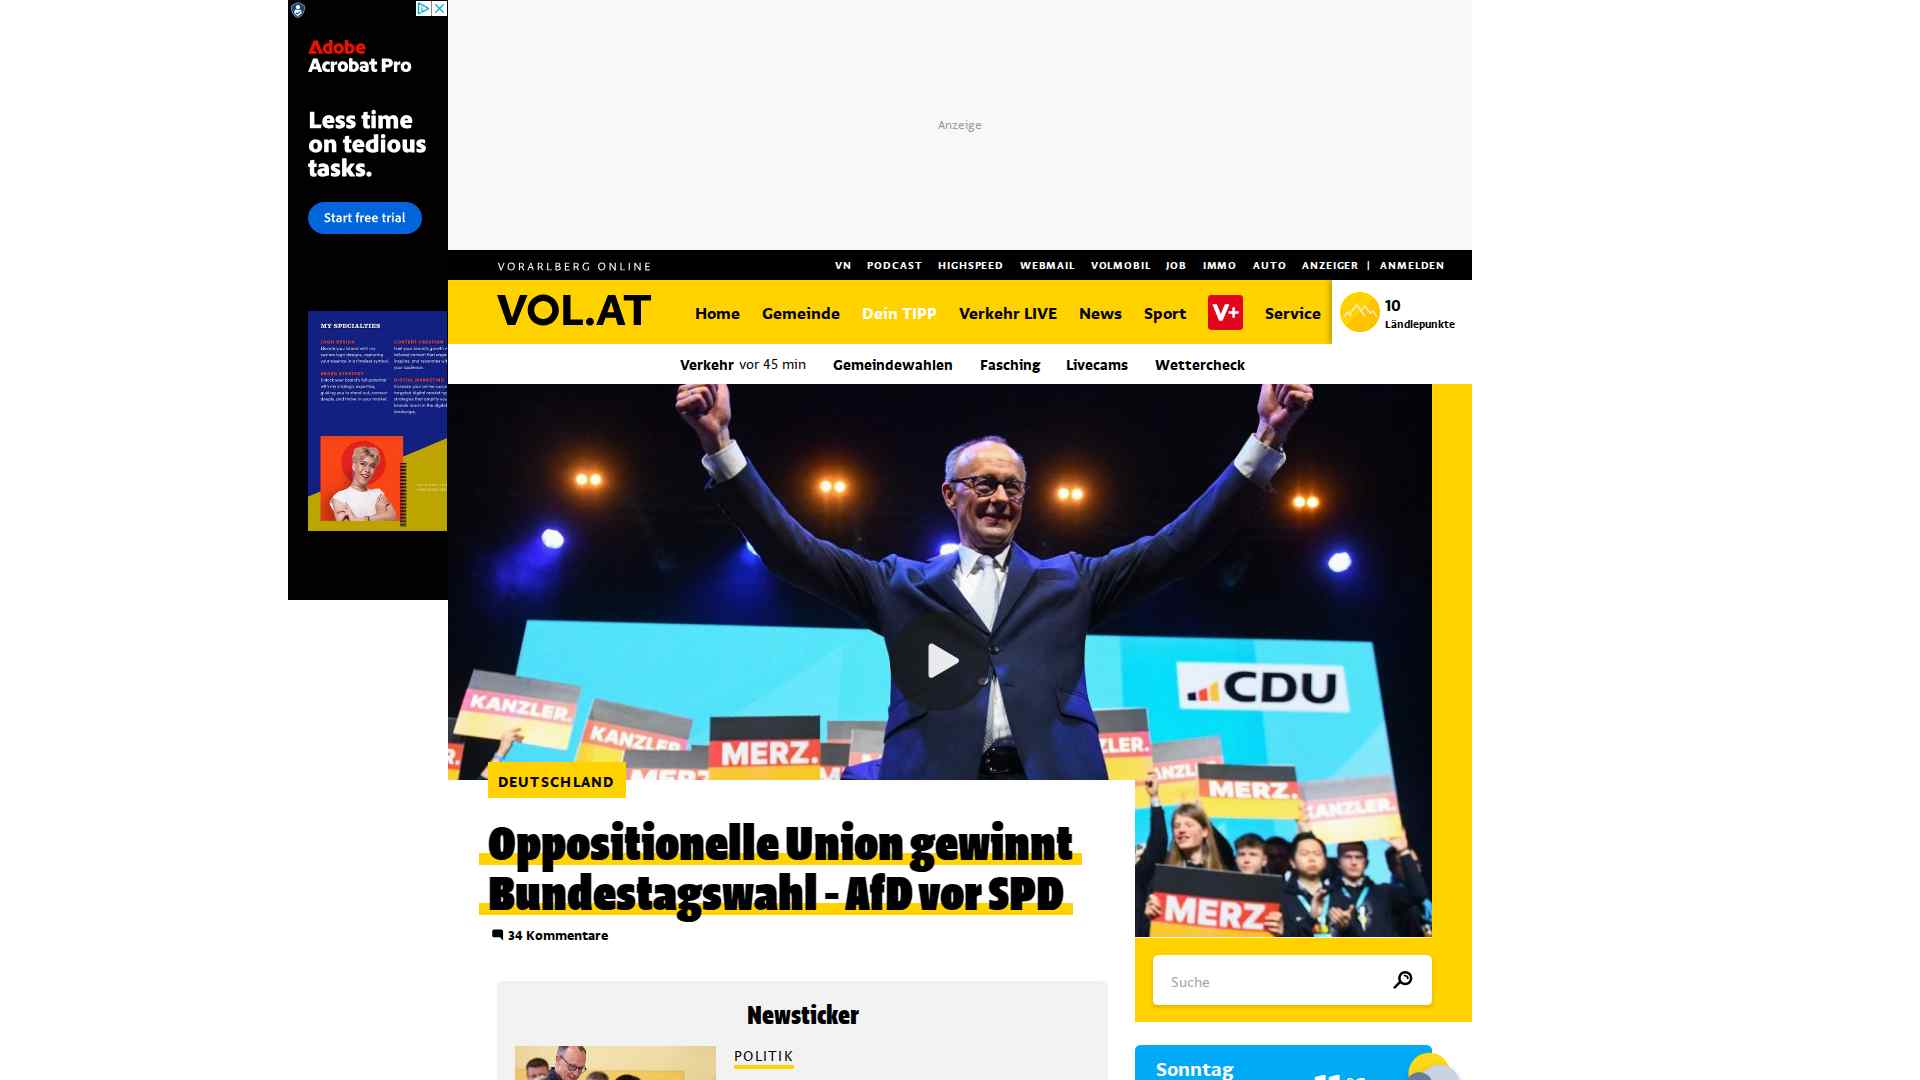 Adobe
Acrobat Pro
Less time
on tedious
tasks.
Start free trial
MY SPECIALTIES
Anzeige
VORARLBERG ONLINE
VN PODCAST HIGHSPEED WEBMAIL VOLMOBIL JOB IMMO AUTO ANZEIGER | ANMELDEN
VOL.AT
Home Gemeinde Dein TIPP Verkehr LIVE News Sport V+ Service
10
Ländlepunkte
Verkehr vor 45 min Gemeindewahlen Fasching Livecams Wettercheck
CDU
KANZLER.
KANZLER.
MERZ.
ZLER.
MERZ.
KANZL
MERZ.
KANZLER.
MERZ.
DEUTSCHLAND
Oppositionelle Union gewinnt
Bundestagswahl - AfD vor SPD
34 Kommentare
Suche
Newsticker
POLITIK
Sonntag